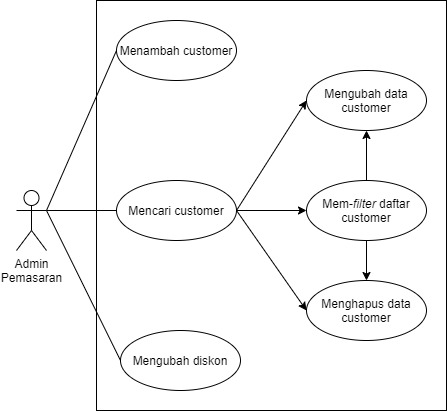 Menambah customer
Mengubah data
customer
Mencari customer
Mem-filter daftar
customer
Admin
Pemasaran
Menghapus data
customer
Mengubah diskon